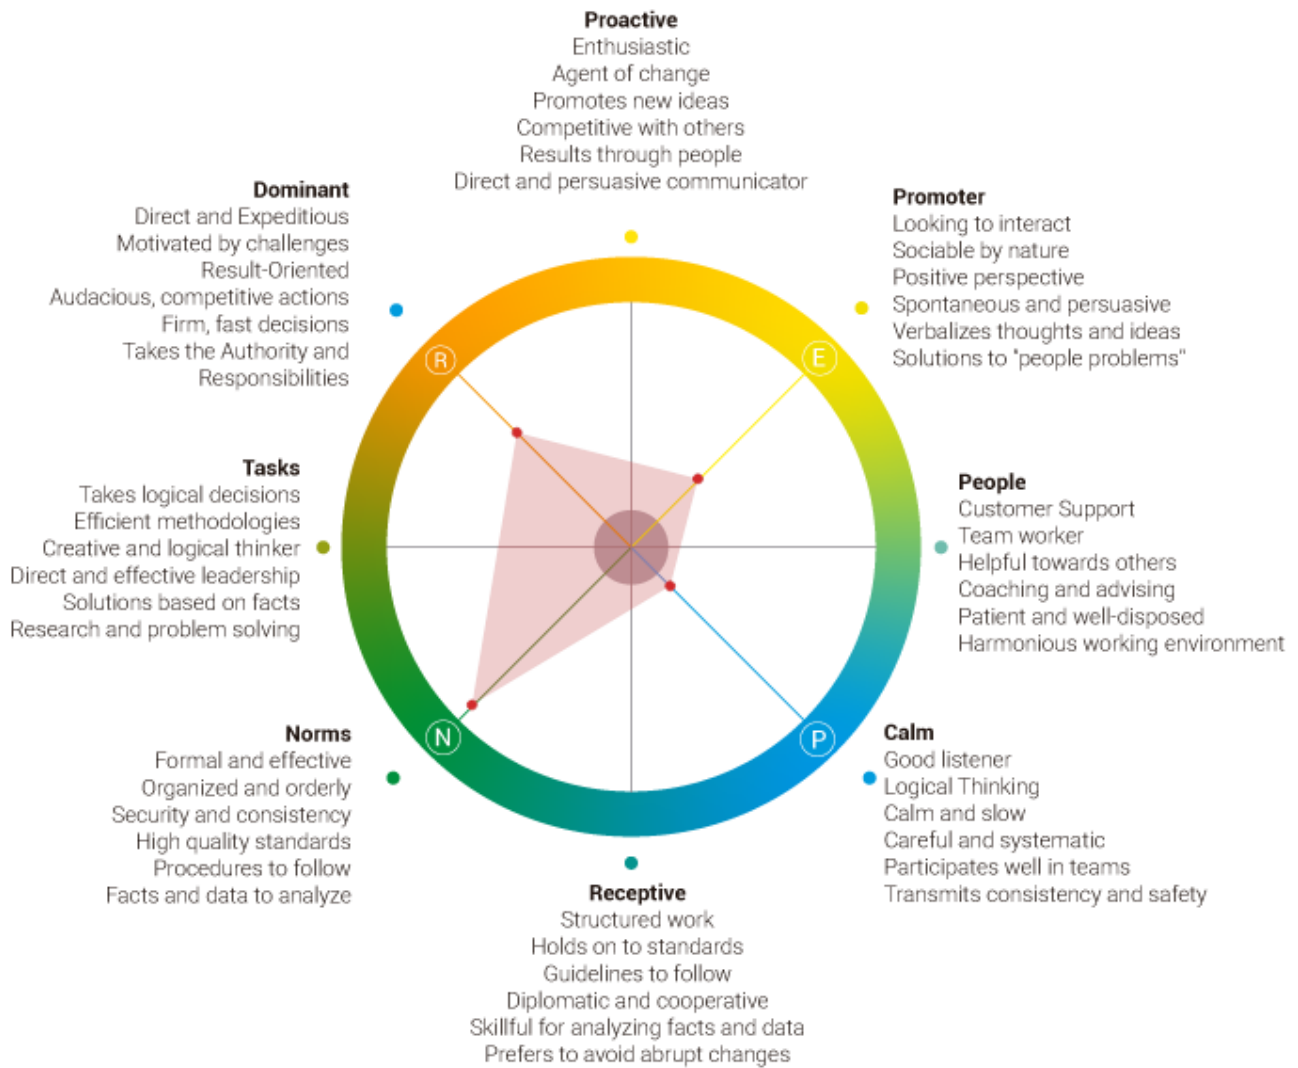 Proactive
Enthusiastic
Agent of change
Promotes new ideas
Competitive with others
Results through people
Direct and persuasive communicator
Dominant
Direct and Expeditious
Motivated by challenges
Result-Oriented
Audacious, competitive actions
Firm, fast decisions
Takes the Authority and
Responsibilities
Promoter
Looking to interact
Sociable by nature
Positive perspective
Spontaneous and persuasive
Verbalizes thoughts and ideas
Solutions to "people problems"
R
E
Tasks
Takes logical decisions
Efficient methodologies
Creative and logical thinker
Direct and effective leadership
Solutions based on facts
Research and problem solving
People
Customer Support
Team worker
Helpful towards others
Coaching and advising
Patient and well-disposed
Harmonious working environment
N
P
Norms
Formal and effective
Organized and orderly
Security and consistency
High quality standards
Procedures to follow
Facts and data to analyze
Calm
Good listener
Logical Thinking
Calm and slow
Careful and systematic
Participates well in teams
Transmits consistency and safety
Receptive
Structured work
Holds on to standards
Guidelines to follow
Diplomatic and cooperative
Skillful for analyzing facts and data
Prefers to avoid abrupt changes